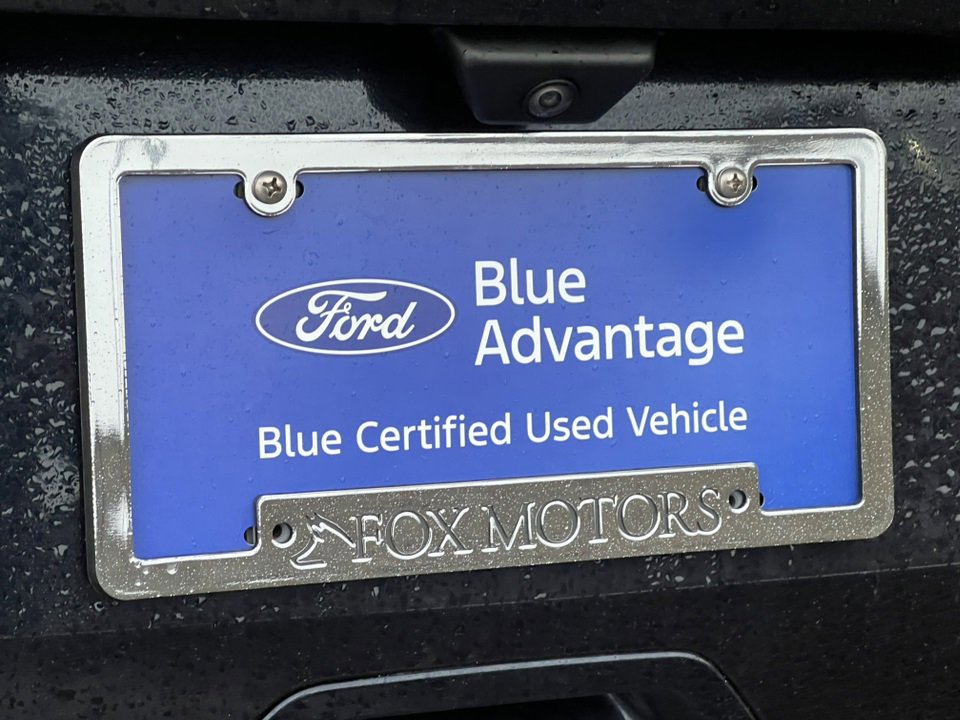 Ford
Blue
Advantage
Blue Certified Used Vehicle
FOX MOTORS